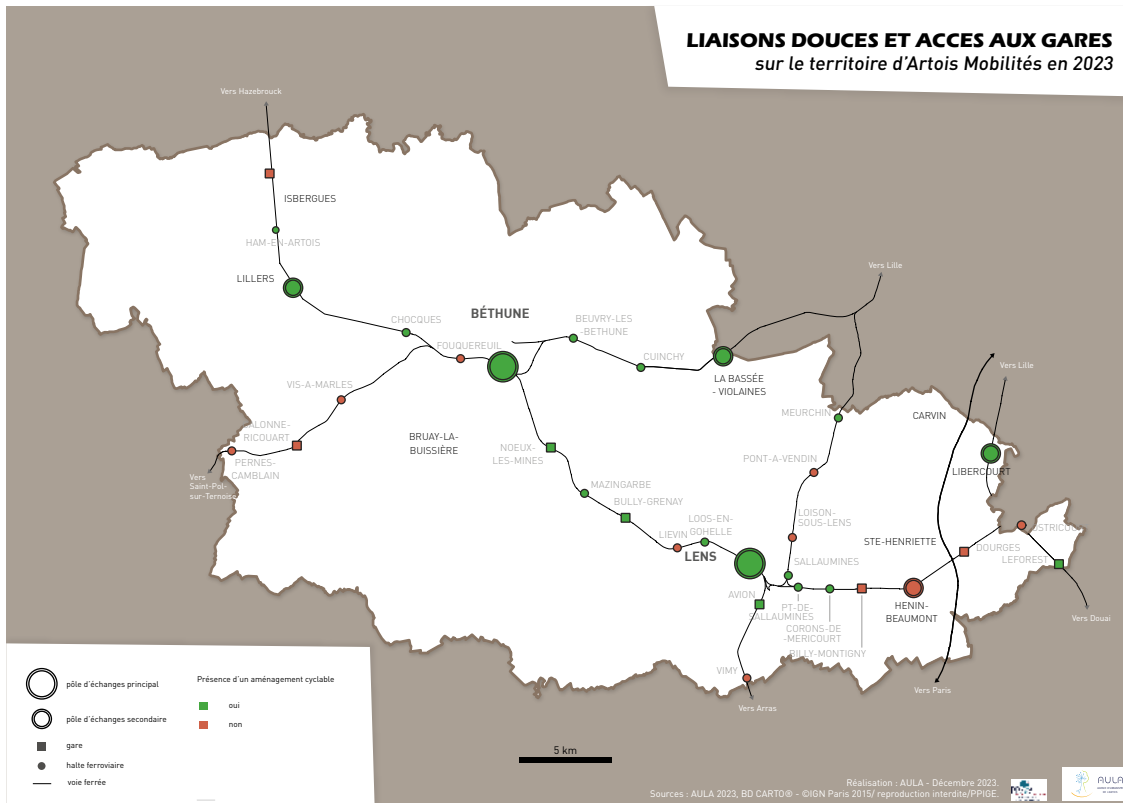 LIAISONS DOUCES ET ACCES AUX GARES
sur le territoire d'Artois Mobilités en 2023
Vers Hazebrouck
ISBERGUES
HAM-EN-ARTOIS
LILLERS
Vers Lille
CHOCQUES
BÉTHUNE
BEUVRY-LES
-BETHUNE
FOUQUEREUIL
CUINCHY
LA BASSÉE
- VIOLAINES
Vers Lille
VIS-A-MARLES
MEURCHIN
CARVIN
CALONNE-
RICOUART
BRUAY-LA-
BUISSIÈRE
NOEUX-
LES-MINES
PERNES-
CAMBLAIN
PONT-A-VENDIN
LIBERCOURT
Vers
Saint-Pol-
sur-Ternoise
MAZINGARBE
BULLY-GRENAY
LOOS-EN-
GOHELLE
LOISON-
SOUS-LENS
OSTRICOU
LIEVIN
LENS
STE-HENRIETTE
DOURGES
LEFOREST
SALLAUMINES
AVION
PT-DE-
SALLAUMINES
HENIN-
BEAUMONT
Vers Douai
CORONS-DE
-MERICOURT
BILLY-MONTIGNY
VIMY
Vers Paris
Vers Arras
pôle d'échanges principal
pôle d'échanges secondaire
gare
halte ferroviaire
voie ferrée
Présence d'un aménagement cyclable
oui
non
5 km
Réalisation : AULA - Décembre 2023.
Sources : AULA 2023, BD CARTO® - ©IGN Paris 2015/ reproduction interdite/PPIGE.
AULA